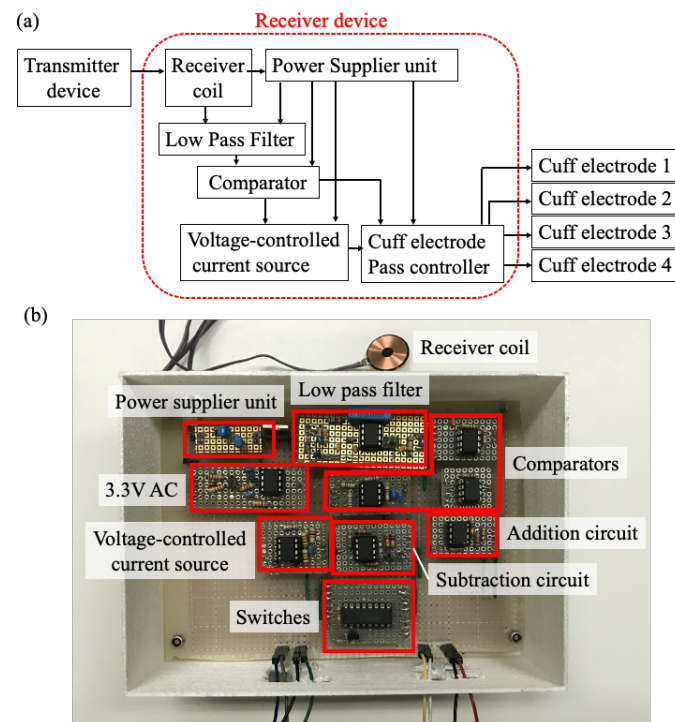 (a)
Receiver device
Transmitter
device
Receiver
coil
Power Supplier unit
Low Pass Filter
Comparator
Voltage-controlled
current source
Cuff electrode
Pass controller
Cuff electrode 1
Cuff electrode 2
Cuff electrode 3
Cuff electrode 4
(b)
Receiver coil
Low pass filter
Power supplier unit
Comparators
3.3V AC
Voltage-controlled
current source
Addition circuit
Subtraction circuit
Switches